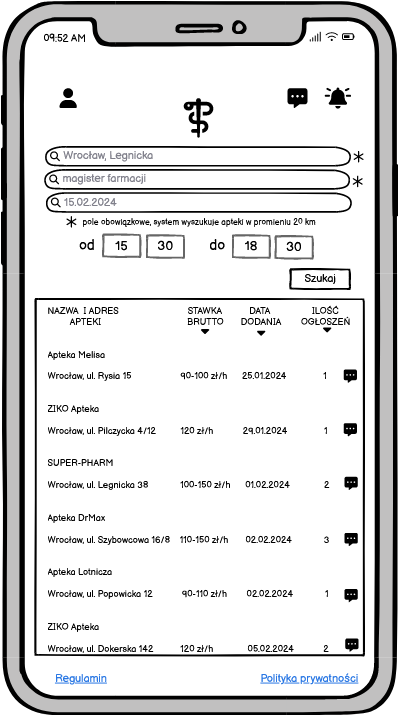 09:52 AM
Wrocław, Legnicka *
magister farmacji *
15.02.2024
* pole obowiązkowe, system wyszukuje apteki w promieniu 20 km
od 15 30 do 18 30
Szukaj
NAZWA I ADRES APTEKI STAWKA BRUTTO DATA DODANIA ILOŚĆ OGŁOSZEŃ
Apteka Melisa
Wrocław, ul. Rysia 15 90-100 zł/h 25.01.2024 1
ZIKO Apteka
Wrocław, ul. Pilczycka 4/12 120 zł/h 29.01.2024 1
SUPER-PHARM
Wrocław, ul. Legnicka 38 100-150 zł/h 01.02.2024 2
Apteka DrMax
Wrocław, ul. Szybowcowa 16/8 110-150 zł/h 02.02.2024 3
Apteka Lotnicza
Wrocław, ul. Popowicka 12 90-110 zł/h 02.02.2024 1
ZIKO Apteka
Wrocław, ul. Dokerska 142 120 zł/h 05.02.2024 2
Regulamin Polityka prywatności